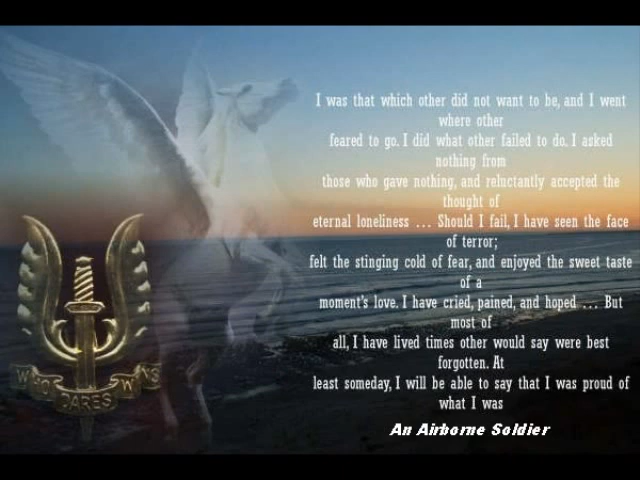 I was that which other did not want to be, and I went
where other
feared to go. I did what other failed to do. I asked
nothing from
those who gave nothing, and reluctantly accepted the
thought of
eternal loneliness ... Should I fail, I have seen the face
of terror;
felt the stinging cold of fear, and enjoyed the sweet taste
of a
moment's love. I have cried, pained, and hoped ... But
most of
all, I have lived times other would say were best
forgotten. At
least someday, I will be able to say that I was proud of
what I was
An Airborne Soldier
WHO DARES WINS